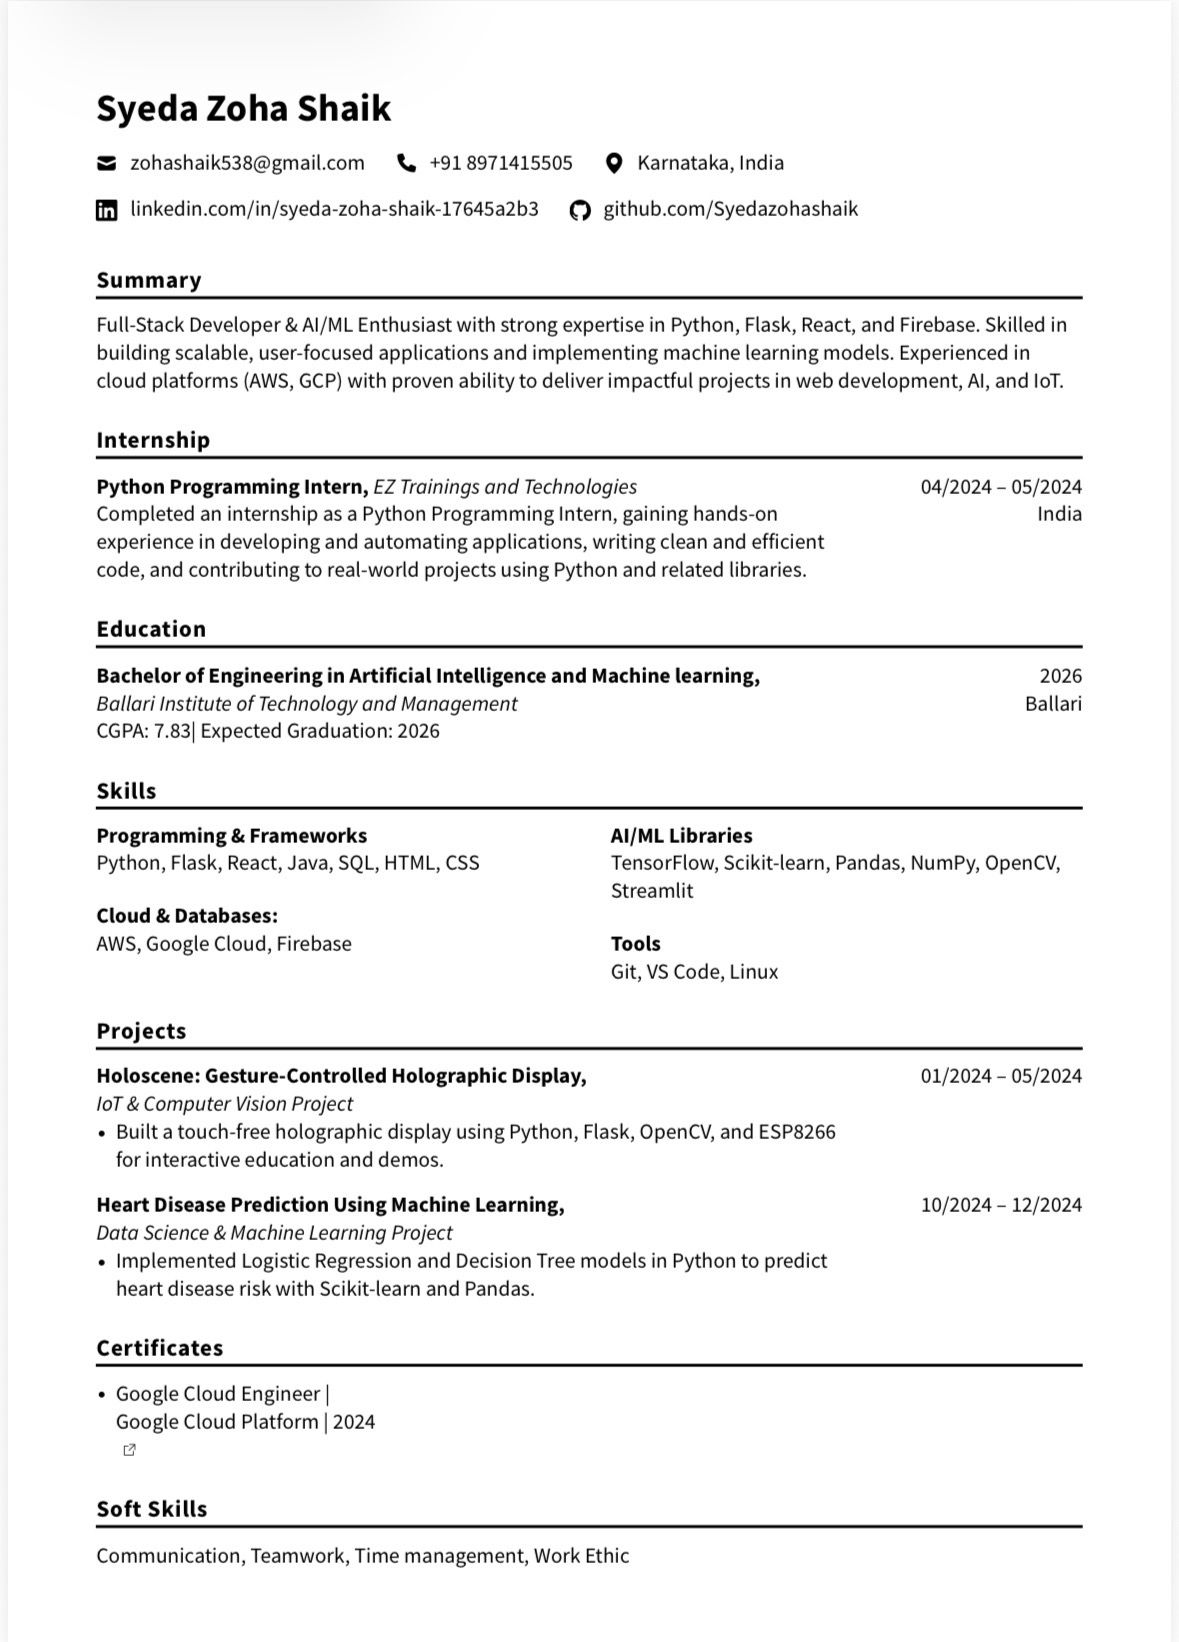 Syeda Zoha Shaik
zohashaik538@gmail.com +91 8971415505 Karnataka, India
linkedin.com/in/syeda-zoha-shaik-17645a2b3 github.com/Syedazohashaik
Summary
Full-Stack Developer & AI/ML Enthusiast with strong expertise in Python, Flask, React, and Firebase. Skilled in
building scalable, user-focused applications and implementing machine learning models. Experienced in
cloud platforms (AWS, GCP) with proven ability to deliver impactful projects in web development, AI, and IoT.
Internship
Python Programming Intern, EZ Trainings and Technologies 04/2024 – 05/2024
Completed an internship as a Python Programming Intern, gaining hands-on India
experience in developing and automating applications, writing clean and efficient
code, and contributing to real-world projects using Python and related libraries.
Education
Bachelor of Engineering in Artificial Intelligence and Machine learning, 2026
Ballari Institute of Technology and Management Ballari
CGPA: 7.83| Expected Graduation: 2026
Skills
Programming & Frameworks
Python, Flask, React, Java, SQL, HTML, CSS
Cloud & Databases:
AWS, Google Cloud, Firebase
AI/ML Libraries
TensorFlow, Scikit-learn, Pandas, NumPy, OpenCV,
Streamlit
Tools
Git, VS Code, Linux
Projects
Holoscene: Gesture-Controlled Holographic Display, 01/2024 – 05/2024
IoT & Computer Vision Project
• Built a touch-free holographic display using Python, Flask, OpenCV, and ESP8266
for interactive education and demos.
Heart Disease Prediction Using Machine Learning, 10/2024 – 12/2024
Data Science & Machine Learning Project
• Implemented Logistic Regression and Decision Tree models in Python to predict
heart disease risk with Scikit-learn and Pandas.
Certificates
• Google Cloud Engineer |
Google Cloud Platform | 2024
Soft Skills
Communication, Teamwork, Time management, Work Ethic